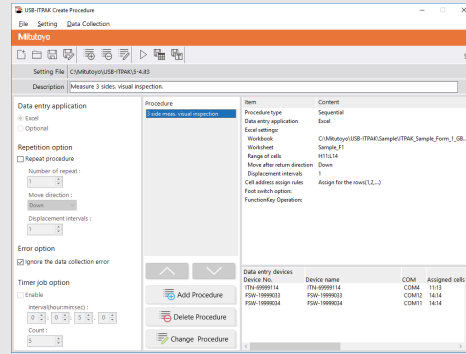 USB-ITPAK Create Procedure
File Setting Data Collection
Mitutoyo
Setting File C:\Mitutoyo\USB-ITPAK\5-4.it3
Description Measure 3 sides. visual inspection.
Data entry application
Excel
Optional
Repetition option
Repeat procedure
Number of repeat :
1
Move direction :
Down
Displacement intervals :
1
Error option
Ignore the data collection error
Timer job option
Enable
interval(hour:min:sec) :
0 : 0 : 5 . 0
Count :
5
Procedure
3 side meas. visual inspection
Add Procedure
Delete Procedure
Change Procedure
Item Content
Procedure type Sequential
Data entry application Excel
Excel settings:
Workbook C:\Mitutoyo\USB-ITPAK\Sample\ITPAK_Sample_Form_1_GB...
Worksheet Sample_F1
Range of cells H11:L14
Move after return direction Down
Displacement intervals 1
Cell address assign rules Assign for the rows(1,2,...)
Foot switch option:
FunctionKey Operation:
Data entry devices
Device No. Device name COM Assigned cells
ITN-69999114 ITN-69999114 COM4 11:13
FSW-19999033 FSW-19999033 COM12 14:14
FSW-19999034 FSW-19999034 COM11 14:14